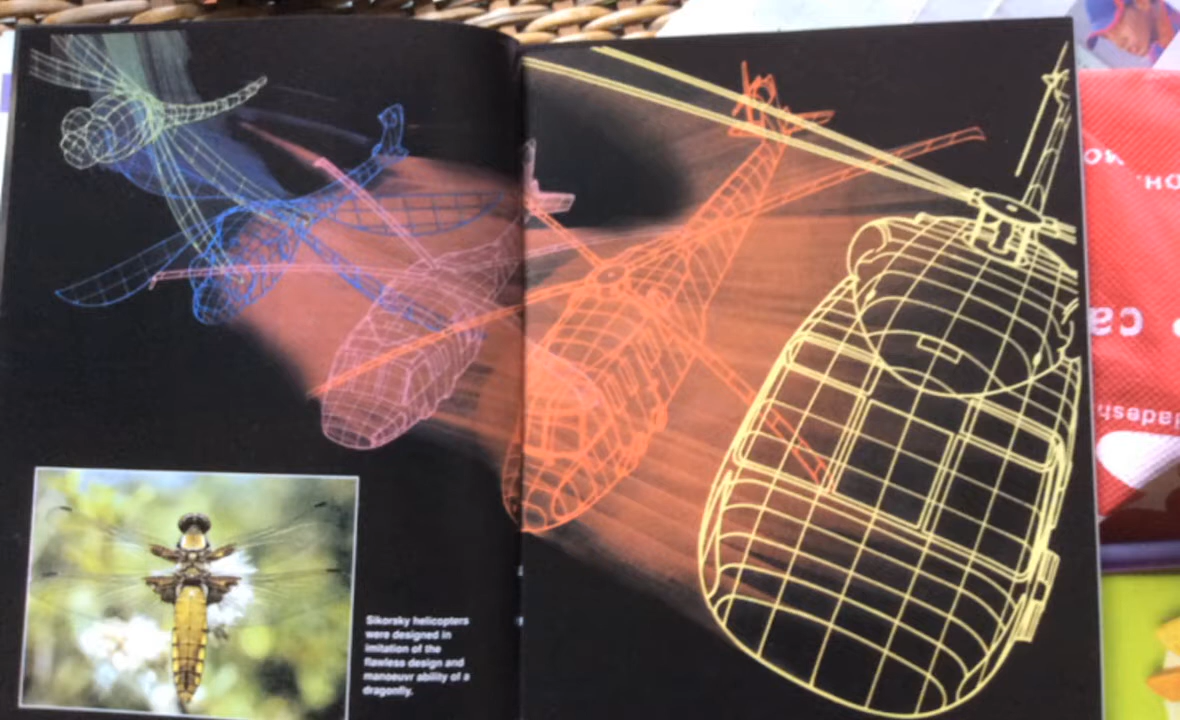 Sikorsky helicopters
were designed in
imitation of the
flawless design and
manoeuvr ability of a
dragonfly.